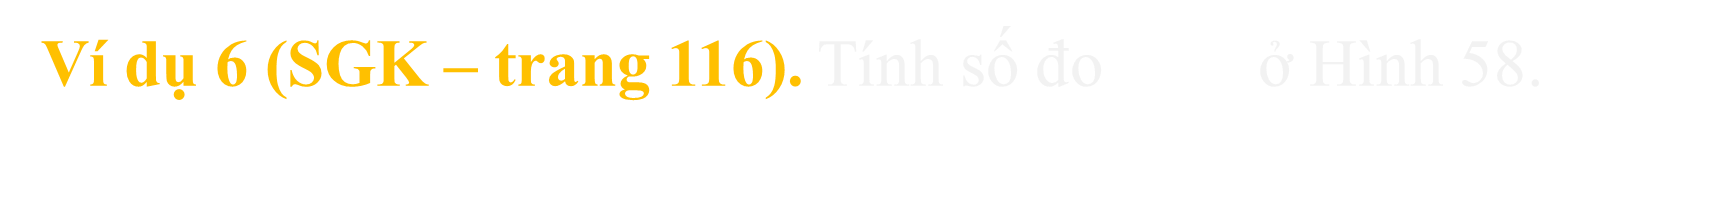 Ví dụ 6 (SGK – trang 116). Tính số đo ở Hình 58.